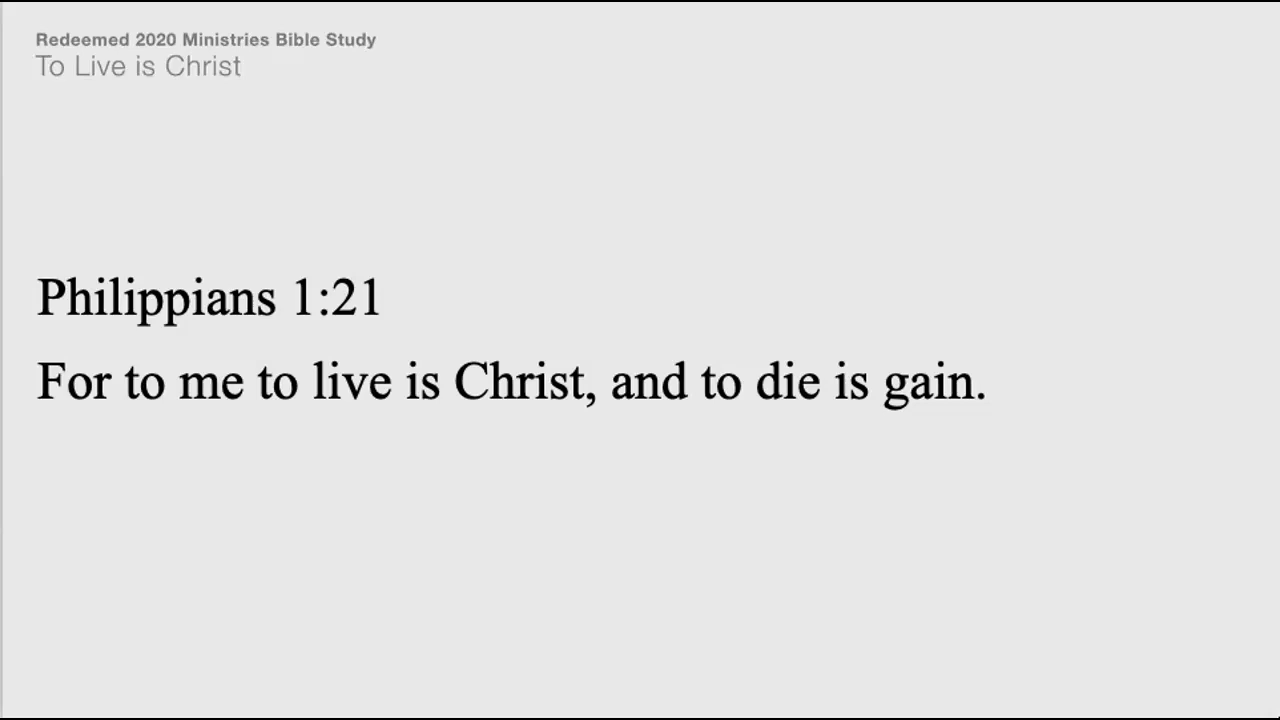 Redeemed 2020 Ministries Bible Study
To Live is Christ
Philippians 1:21
For to me to live is Christ, and to die is gain.